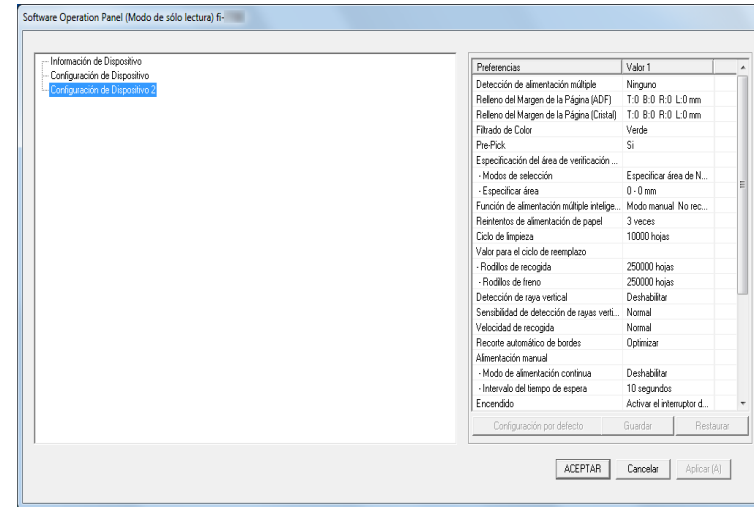 Software Operation Panel (Modo de sólo lectura) fi-
Información de Dispositivo
Configuración de Dispositivo
Configuración de Dispositivo 2
Preferencias Valor 1
Detección de alimentación múltiple Ninguno
Relleno del Margen de la Página (ADF) T:0 B:0 R:0 L:0 mm
Relleno del Margen de la Página (Cristal) T:0 B:0 R:0 L:0 mm
Filtrado de Color Verde
Pre-Pick Si
Especificación del área de verificación ...
- Modos de selección Especificar área de N...
- Especificar área 0 - 0 mm
Función de alimentación múltiple intelige... Modo manual No rec...
Reintentos de alimentación de papel 3 veces
Ciclo de limpieza 10000 hojas
Valor para el ciclo de reemplazo
- Rodillos de recogida 250000 hojas
- Rodillos de freno 250000 hojas
Detección de raya vertical Deshabilitar
Sensibilidad de detección de rayas verti... Normal
Velocidad de recogida Normal
Recorte automático de bordes Optimizar
Alimentación manual
- Modo de alimentación continua Deshabilitar
- Intervalo del tiempo de espera 10 segundos
Encendido Activar el interruptor d...
Configuración por defecto Guardar Restaurar
ACEPTAR Cancelar Aplicar (A)